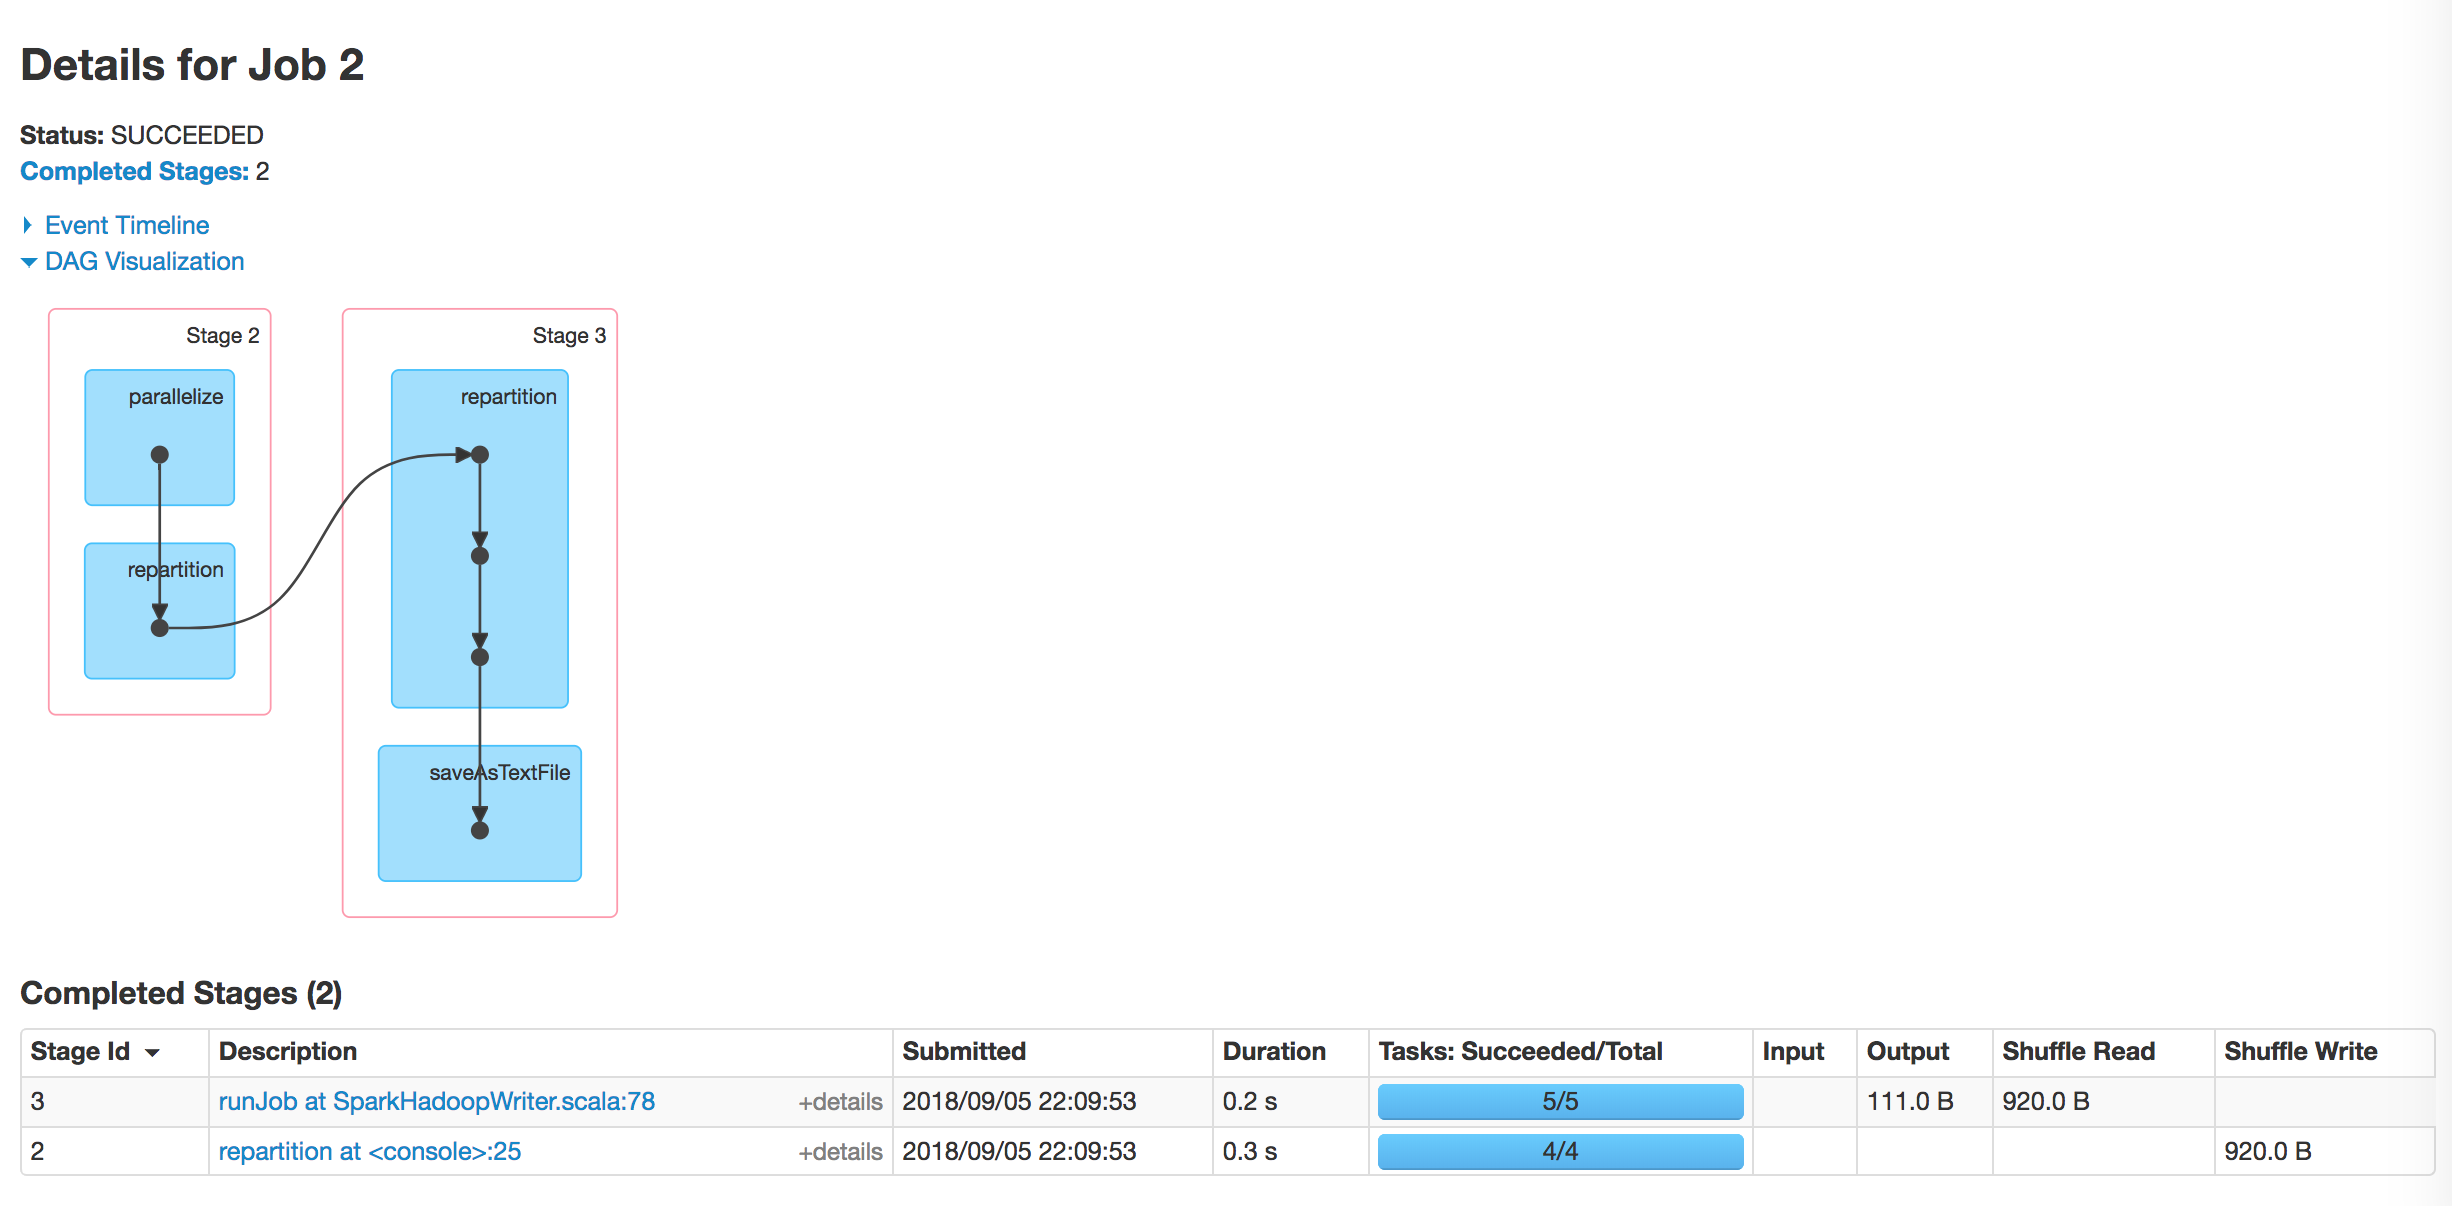 Details for Job 2
Status: SUCCEEDED
Completed Stages: 2
Event Timeline
DAG Visualization
Stage 2
parallelize
repartition
Stage 3
repartition
saveAsTextFile
Completed Stages (2)
Stage Id Description Submitted Duration Tasks: Succeeded/Total Input Output Shuffle Read Shuffle Write
3 runJob at SparkHadoopWriter.scala:78 +details 2018/09/05 22:09:53 0.2 s 5/5 111.0 B 920.0 B
2 repartition at <console>:25 +details 2018/09/05 22:09:53 0.3 s 4/4 920.0 B